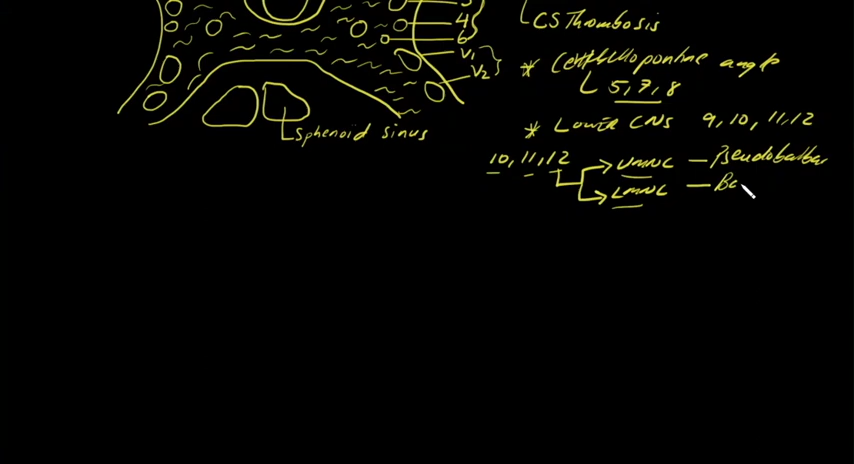 3
4
6
V1
V2
Sphenoid sinus
CS Thrombosis
* Cerebellopontine angle
5, 7, 8
* Lower CNS 9, 10, 11, 12
10, 11, 12
UMNL — Pseudobulbar
LMNL — B